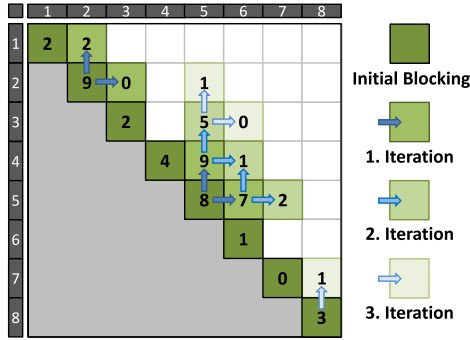 1 2 3 4 5 6 7 8
1 2 2
2 9 0 1
Initial Blocking
3 2 5 0
1. Iteration
4 4 9 1
5 8 7 2
2. Iteration
6 1
7 0 1
3. Iteration
8 3